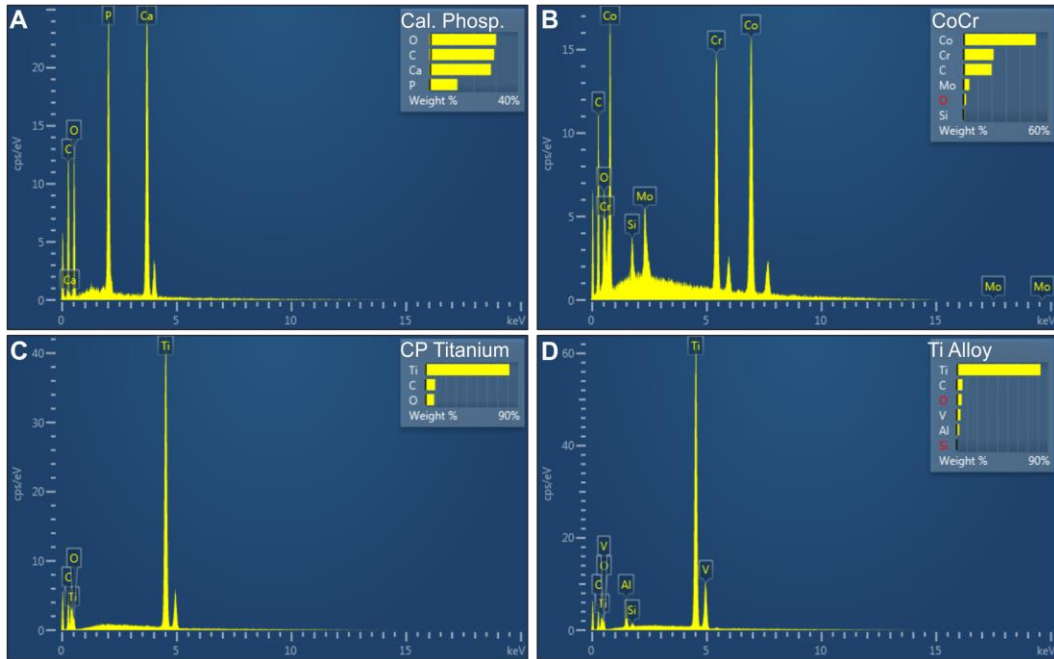 A
Cal. Phosp.
P
Ca
O
C
Ca
P
Weight % 40%
O
C
Ca
cps/eV
20
15
10
5
0
0 5 10 15 keV
B
CoCr
Co
Cr
Co
Co
Cr
C
Mo
O
Si
Weight % 60%
C
O
Cr
Si
Mo
Mo
Mo
cps/eV
15
10
5
0
0 5 10 15 keV
C
CP Titanium
Ti
Ti
C
O
Weight % 90%
O
C
Ti
cps/eV
40
30
20
10
0
0 5 10 15 keV
D
Ti Alloy
Ti
Ti
C
O
V
Al
Si
Weight % 90%
V
O
C
Ti
Al
Si
V
cps/eV
60
40
20
0
0 5 10 15 keV